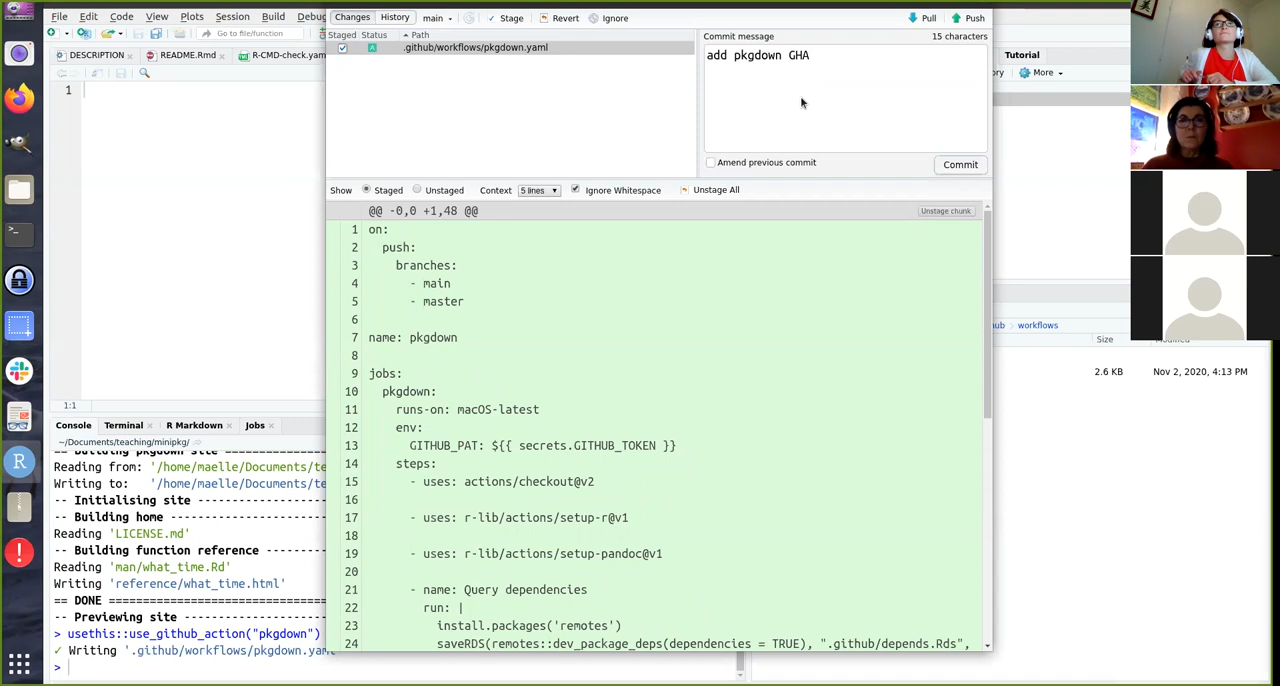 File Edit Code View Plots Session Build Debug
Changes History main Stage Revert Ignore Pull Push
Staged Status Path
.github/workflows/pkgdown.yaml
Commit message 15 characters
add pkgdown GHA
Amend previous commit Commit
Show Staged Unstaged Context 5 lines Ignore Whitespace Unstage All
Go to file/function
DESCRIPTION README.Rmd R-CMD-check.yam
1
1:1
@@ -0,0 +1,48 @@ Unstage chunk
1 on:
2 push:
3 branches:
4 - main
5 - master
6
7 name: pkgdown
8
9 jobs:
10 pkgdown:
11 runs-on: macOS-latest
12 env:
13 GITHUB_PAT: ${{ secrets.GITHUB_TOKEN }}
14 steps:
15 - uses: actions/checkout@v2
16
17 - uses: r-lib/actions/setup-r@v1
18
19 - uses: r-lib/actions/setup-pandoc@v1
20
21 - name: Query dependencies
22 run: |
23 install.packages('remotes')
24 saveRDS(remotes::dev_package_deps(dependencies = TRUE), ".github/depends.Rds",
Console Terminal R Markdown Jobs
~/Documents/teaching/minipkg/
== Building pkgdown site
Reading from: '/home/maelle/Documents/te
Writing to: '/home/maelle/Documents/te
-- Initialising site
-- Building home
Reading 'LICENSE.md'
-- Building function reference
Reading 'man/what_time.Rd'
Writing 'reference/what_time.html'
== DONE
-- Previewing site
> usethis::use_github_action("pkgdown")
✓ Writing '.github/workflows/pkgdown.yaml
>
Tutorial
ory More
hub workflows
Size
2.6 KB Nov 2, 2020, 4:13 PM